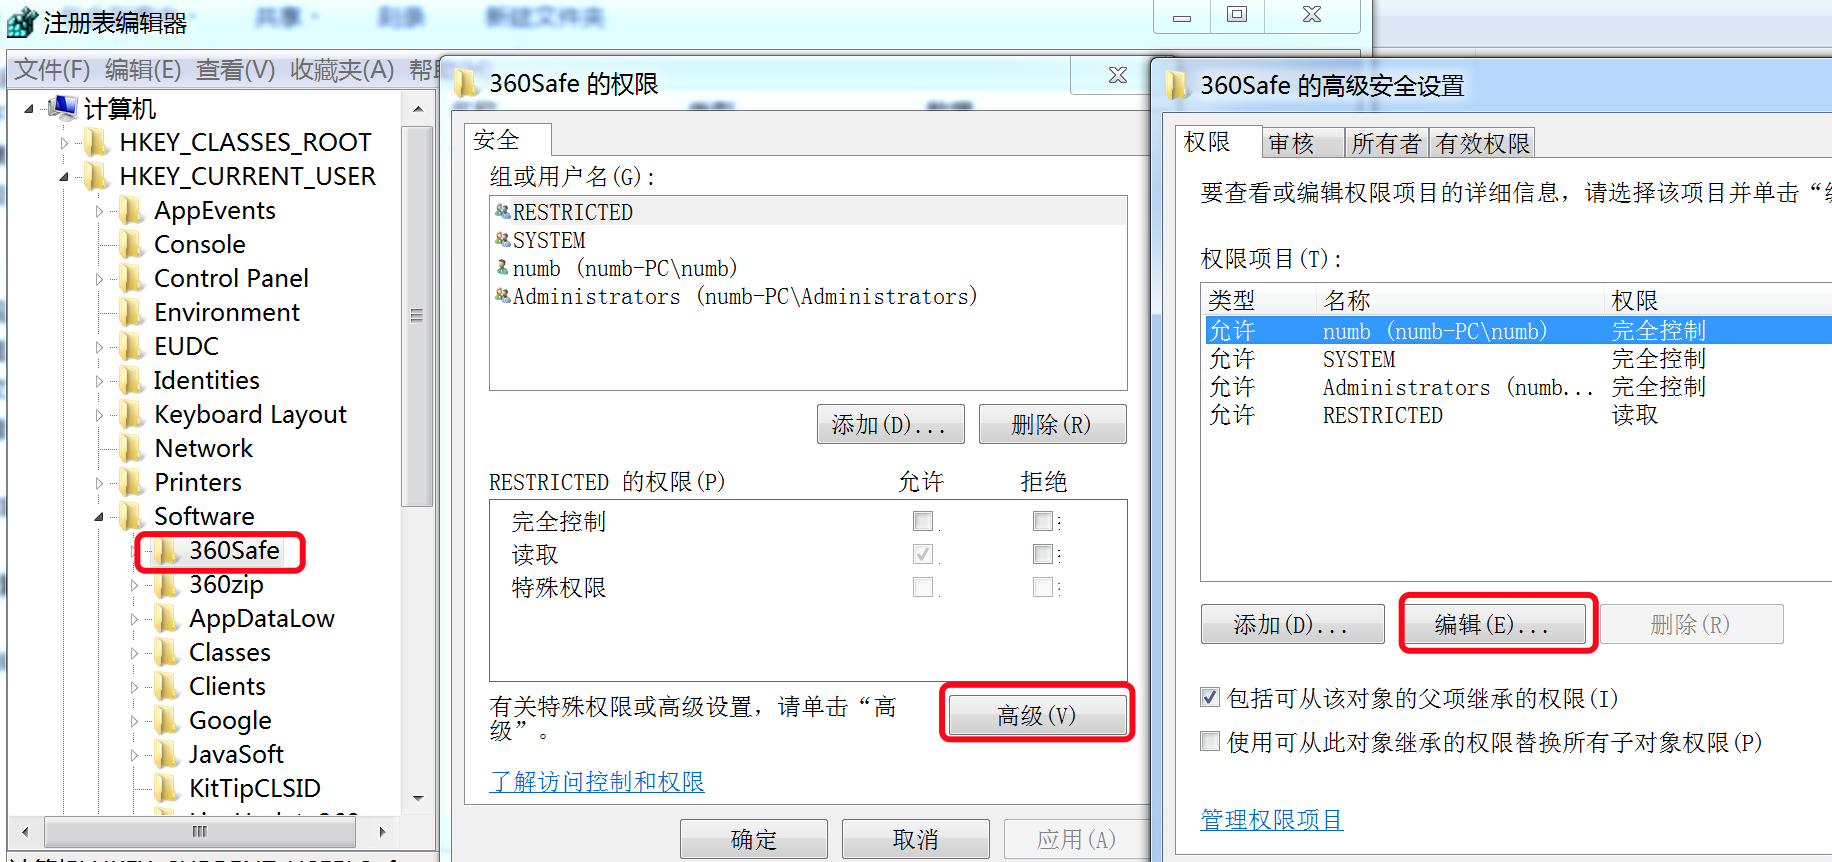 共享
刻录
新建文件夹
注册表编辑器
文件(F) 编辑(E) 查看(V) 收藏夹(A) 帮
计算机
HKEY_CLASSES_ROOT
HKEY_CURRENT_USER
AppEvents
Console
Control Panel
Environment
EUDC
Identities
Keyboard Layout
Network
Printers
Software
360Safe
360zip
AppDataLow
Classes
Clients
Google
JavaSoft
KitTipCLSID
360Safe 的权限
安全
组或用户名(G):
RESTRICTED
SYSTEM
numb (numb-PC\numb)
Administrators (numb-PC\Administrators)
添加(D)... 删除(R)
RESTRICTED 的权限(P) 允许 拒绝
完全控制
读取
特殊权限
有关特殊权限或高级设置，请单击“高
级”。
高级(V)
了解访问控制和权限
确定 取消 应用(A)
360Safe 的高级安全设置
权限 审核 所有者 有效权限
要查看或编辑权限项目的详细信息，请选择该项目并单击“
权限项目(T):
类型 名称 权限
允许 numb (numb-PC\numb) 完全控制
允许 SYSTEM 完全控制
允许 Administrators (numb... 完全控制
允许 RESTRICTED 读取
添加(D)... 编辑(E)... 删除(R)
包括可从该对象的父项继承的权限(I)
使用可从此对象继承的权限替换所有子对象权限(P)
管理权限项目